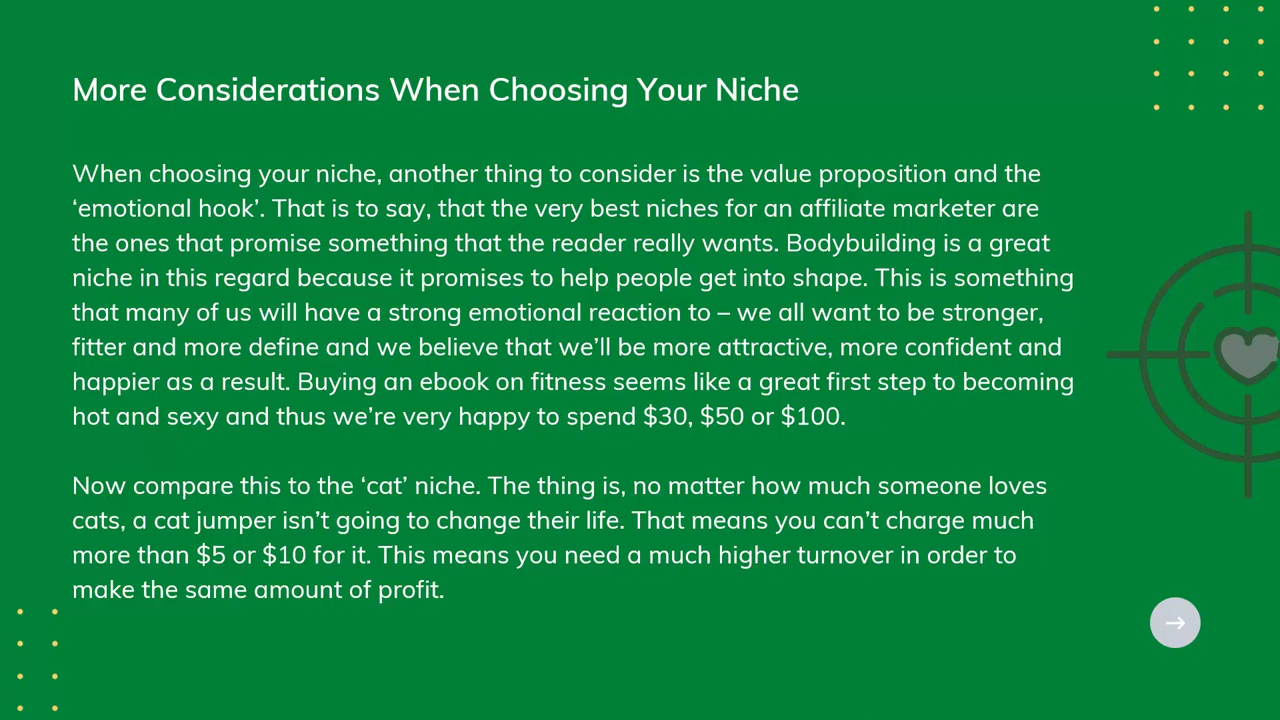 More Considerations When Choosing Your Niche
When choosing your niche, another thing to consider is the value proposition and the
‘emotional hook’. That is to say, that the very best niches for an affiliate marketer are
the ones that promise something that the reader really wants. Bodybuilding is a great
niche in this regard because it promises to help people get into shape. This is something
that many of us will have a strong emotional reaction to – we all want to be stronger,
fitter and more define and we believe that we’ll be more attractive, more confident and
happier as a result. Buying an ebook on fitness seems like a great first step to becoming
hot and sexy and thus we’re very happy to spend $30, $50 or $100.
Now compare this to the ‘cat’ niche. The thing is, no matter how much someone loves
cats, a cat jumper isn’t going to change their life. That means you can’t charge much
more than $5 or $10 for it. This means you need a much higher turnover in order to
make the same amount of profit.